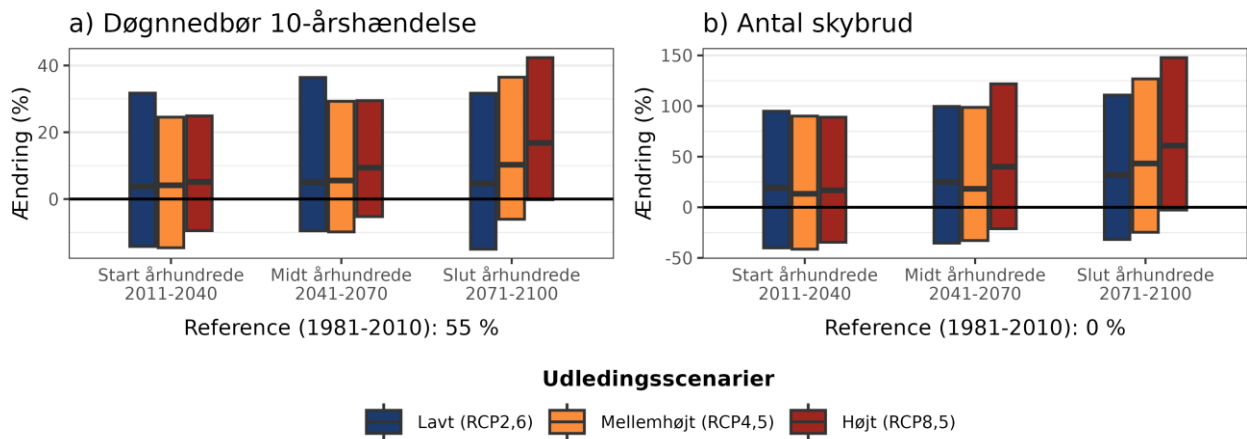 a) Døgnnedbør 10-årshændelse
Ændring (%)
40
20
0
Start århundrede
2011-2040
Midt århundrede
2041-2070
Slut århundrede
2071-2100
Reference (1981-2010): 55 %
b) Antal skybrud
Ændring (%)
150
100
50
0
-50
Start århundrede
2011-2040
Midt århundrede
2041-2070
Slut århundrede
2071-2100
Reference (1981-2010): 0 %
Udledingsscenarier
Lavt (RCP2,6)
Mellemhøjt (RCP4,5)
Højt (RCP8,5)